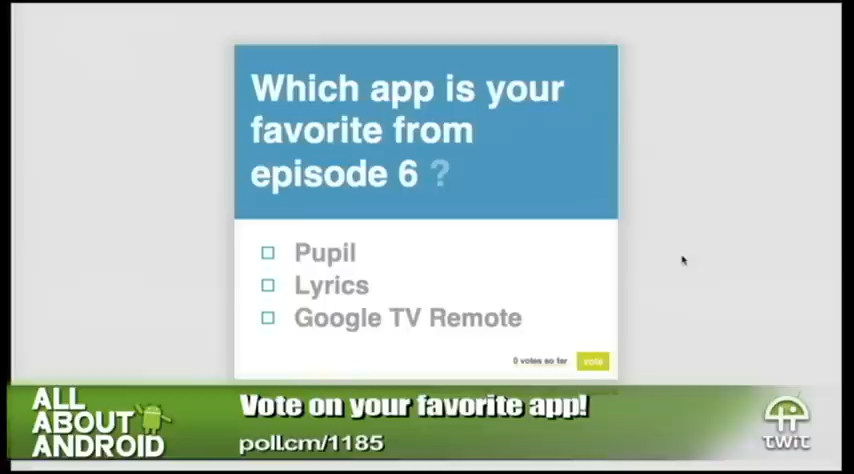 Which app is your
favorite from
episode 6 ?
Pupil
Lyrics
Google TV Remote
0 votes so far
vote
ALL
ABOUT
ANDROID
Vote on your favorite app!
poll.cm/1185
TWiT